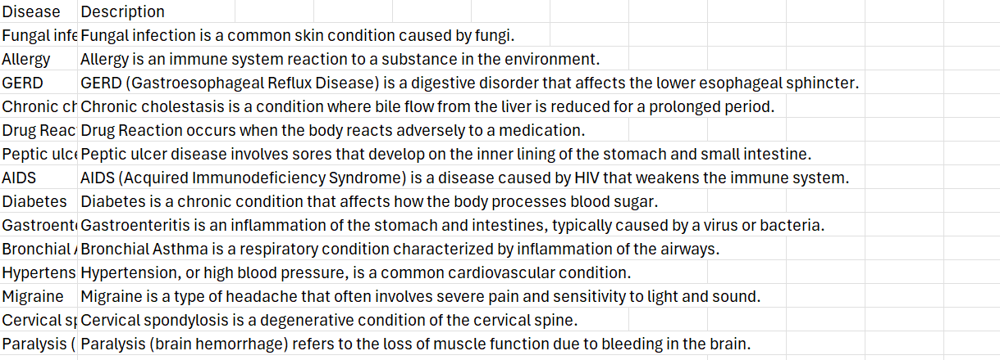 Disease Description
Fungal infe Fungal infection is a common skin condition caused by fungi.
Allergy Allergy is an immune system reaction to a substance in the environment.
GERD GERD (Gastroesophageal Reflux Disease) is a digestive disorder that affects the lower esophageal sphincter.
Chronic ch Chronic cholestasis is a condition where bile flow from the liver is reduced for a prolonged period.
Drug Reac Drug Reaction occurs when the body reacts adversely to a medication.
Peptic ulce Peptic ulcer disease involves sores that develop on the inner lining of the stomach and small intestine.
AIDS AIDS (Acquired Immunodeficiency Syndrome) is a disease caused by HIV that weakens the immune system.
Diabetes Diabetes is a chronic condition that affects how the body processes blood sugar.
Gastroente Gastroenteritis is an inflammation of the stomach and intestines, typically caused by a virus or bacteria.
Bronchial A Bronchial Asthma is a respiratory condition characterized by inflammation of the airways.
Hypertens Hypertension, or high blood pressure, is a common cardiovascular condition.
Migraine Migraine is a type of headache that often involves severe pain and sensitivity to light and sound.
Cervical sp Cervical spondylosis is a degenerative condition of the cervical spine.
Paralysis ( Paralysis (brain hemorrhage) refers to the loss of muscle function due to bleeding in the brain.